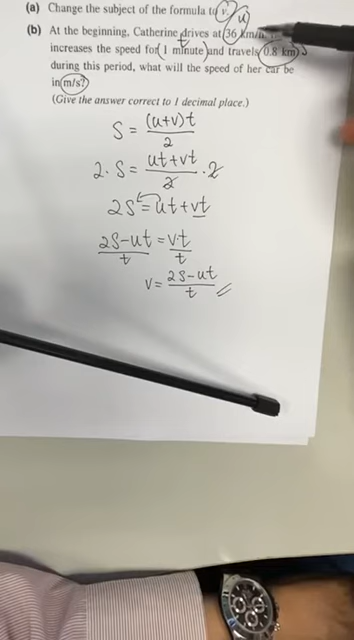 (a) Change the subject of the formula to v. u
(b) At the beginning, Catherine drives at 36 km/h.
t
increases the speed for 1 minute and travels 0.8 km s
during this period, what will the speed of her car be
in m/s?
(Give the answer correct to 1 decimal place.)
S = (u+v)t / 2
2·S = ut+vt / 2 · 2
2S = ut+vt
2S-ut / t = v·t / t
v = 2S-ut / t